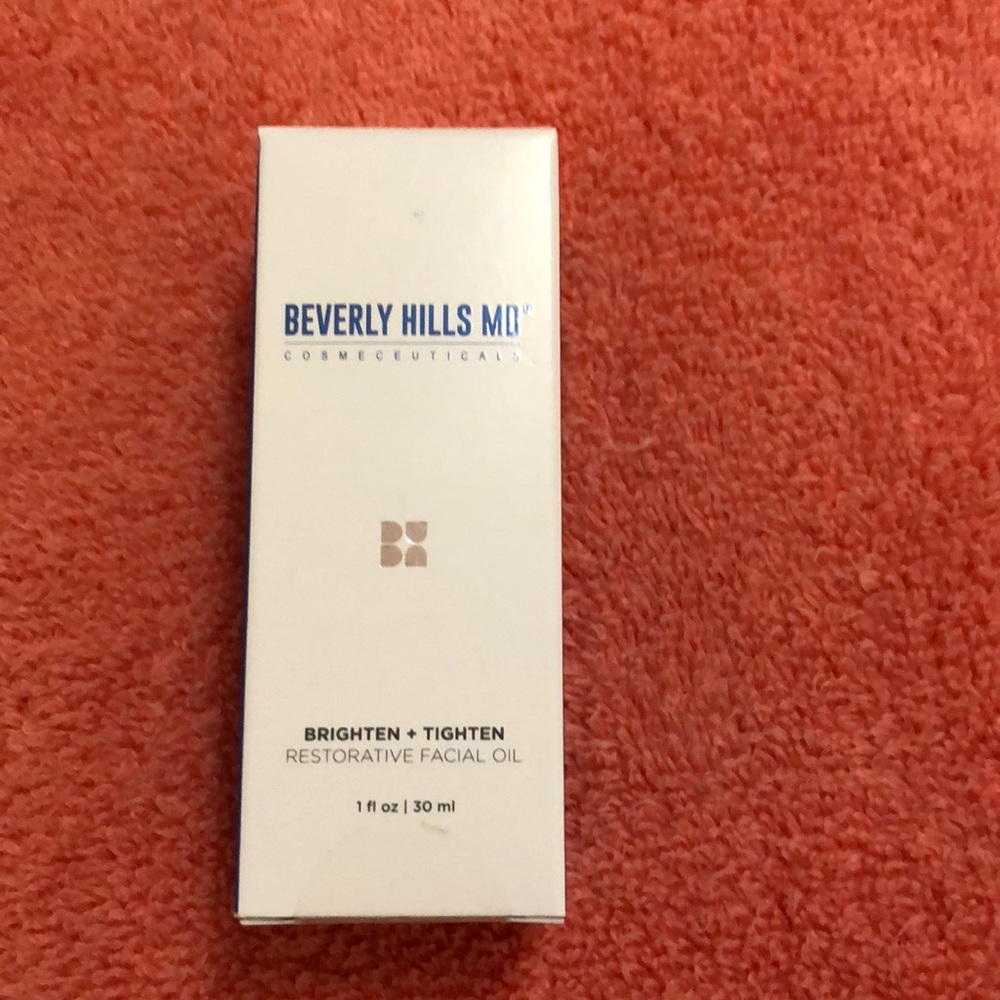 BEVERLY HILLS MD
COSMECEUTICALS
BRIGHTEN + TIGHTEN
RESTORATIVE FACIAL OIL
1 fl oz | 30 ml